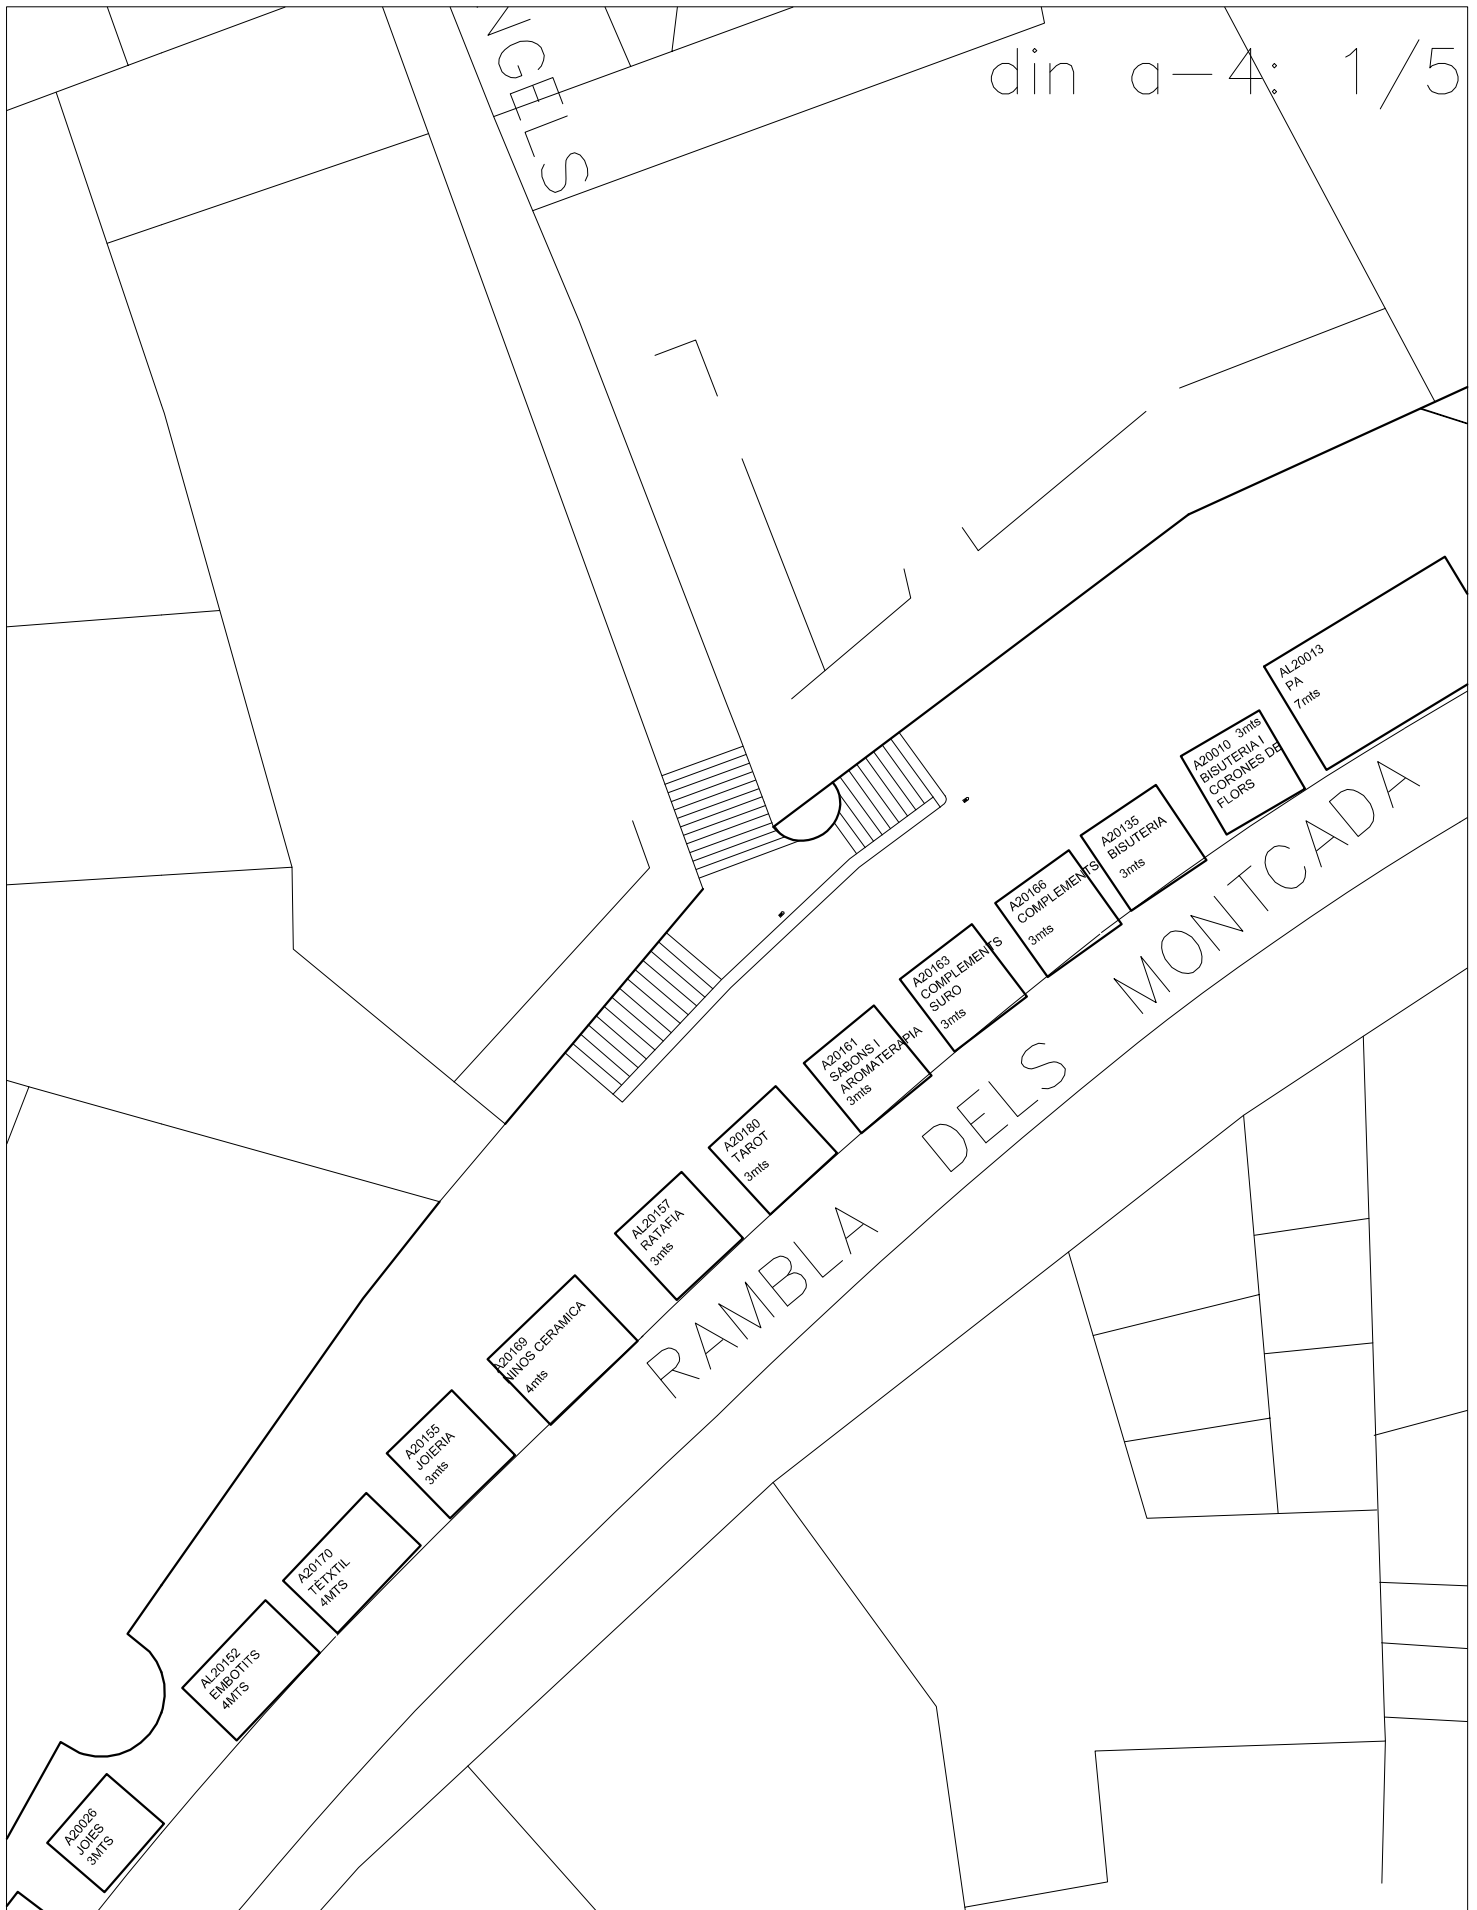 NGELS
din a-4: 1/5
AL20013
PA
7mts
A20010 3mts
BISUTERIA I
CORONES DE
FLORS
A20135
BISUTERIA
3mts
A20166
COMPLEMENTS
3mts
A20163
COMPLEMENTS
SURO
3mts
A20161
SABONS I
AROMATERAPIA
3mts
A20180
TAROT
3mts
AL20157
RATAFIA
3mts
A20169
NINOS CERAMICA
4mts
A20155
JOIERIA
3mts
A20170
TÈTXTIL
4MTS
AL20152
EMBOTITS
4MTS
A20026
JOIES
3MTS
RAMBLA DELS MONTCADA